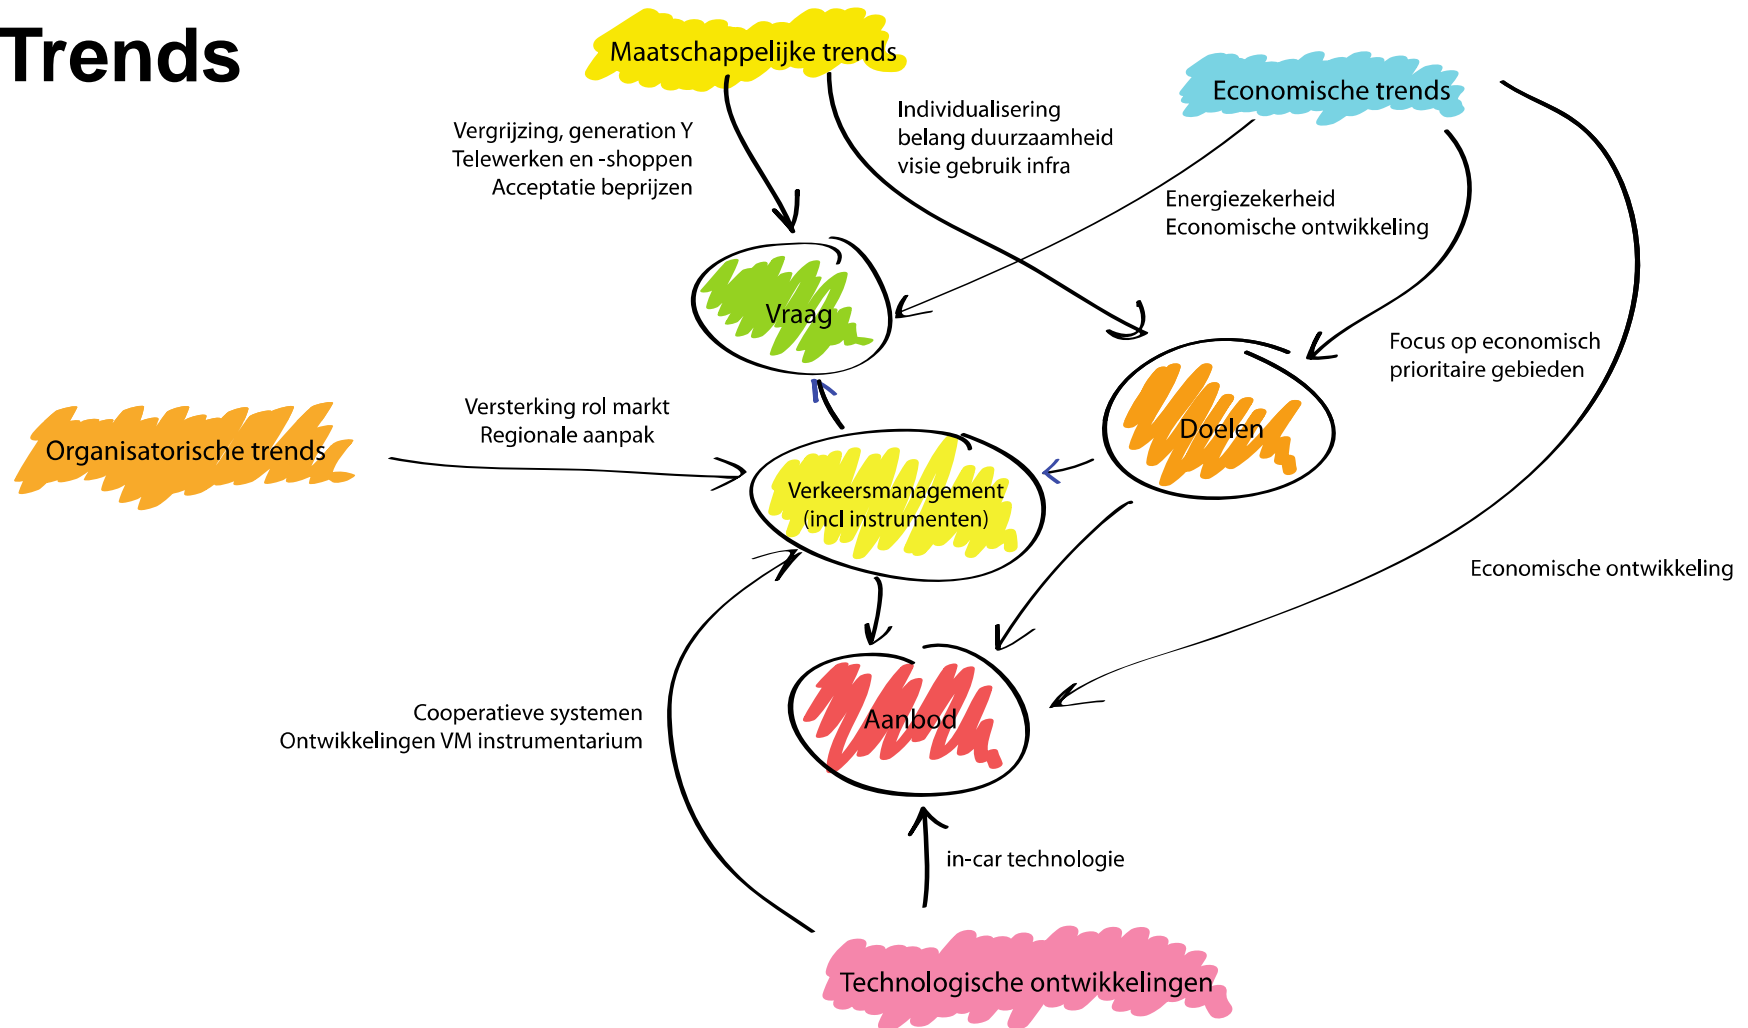 Trends
Maatschappelijke trends
Economische trends
Vergrijzing, generation Y
Telewerken en -shoppen
Acceptatie beprijzen
Individualisering
belang duurzaamheid
visie gebruik infra
Energiezekerheid
Economische ontwikkeling
Vraag
Focus op economisch
prioritaire gebieden
Versterking rol markt
Regionale aanpak
Organisatorische trends
Doelen
Verkeersmanagement
(incl instrumenten)
Economische ontwikkeling
Cooperatieve systemen
Ontwikkelingen VM instrumentarium
Aanbod
in-car technologie
Technologische ontwikkelingen